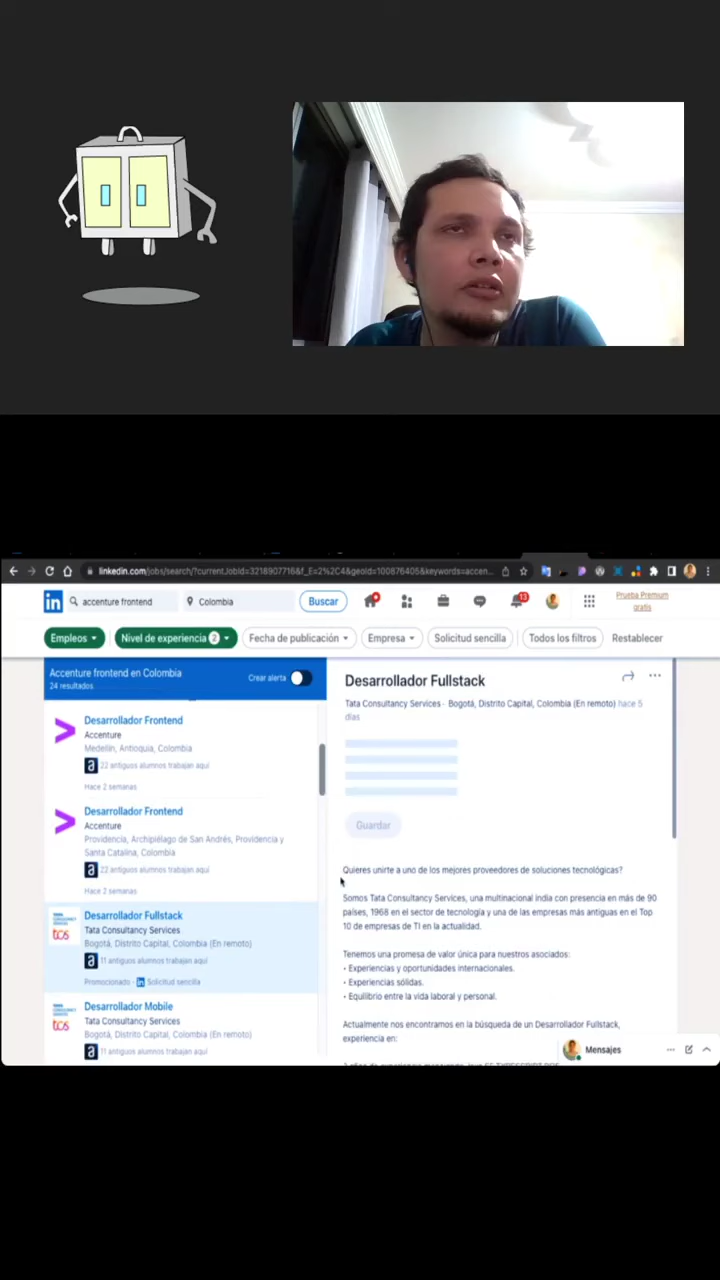 linkedin.com/jobs/search/?currentJobId=3218907716&f_E=2%2C4&geoId=100876405&keywords=accen...
accenture frontend
Colombia
Buscar
13
Prueba Premium
gratis
Empleos
Nivel de experiencia 2
Fecha de publicación
Empresa
Solicitud sencilla
Todos los filtros
Restablecer
Accenture frontend en Colombia
24 resultados
Crear alerta
Desarrollador Frontend
Accenture
Medellín, Antioquia, Colombia
22 antiguos alumnos trabajan aquí
Hace 2 semanas
Desarrollador Frontend
Accenture
Providencia, Archipiélago de San Andrés, Providencia y
Santa Catalina, Colombia
22 antiguos alumnos trabajan aquí
Hace 2 semanas
tcs
Desarrollador Fullstack
Tata Consultancy Services
Bogotá, Distrito Capital, Colombia (En remoto)
11 antiguos alumnos trabajan aquí
Promocionado · Solicitud sencilla
tcs
Desarrollador Mobile
Tata Consultancy Services
Bogotá, Distrito Capital, Colombia (En remoto)
11 antiguos alumnos trabajan aquí
Desarrollador Fullstack
Tata Consultancy Services · Bogotá, Distrito Capital, Colombia (En remoto) hace 5
días
Guardar
Quieres unirte a uno de los mejores proveedores de soluciones tecnológicas?
Somos Tata Consultancy Services, una multinacional india con presencia en más de 90
países, 1968 en el sector de tecnología y una de las empresas más antiguas en el Top
10 de empresas de TI en la actualidad.
Tenemos una promesa de valor única para nuestros asociados:
• Experiencias y oportunidades internacionales.
• Experiencias sólidas.
• Equilibrio entre la vida laboral y personal.
Actualmente nos encontramos en la búsqueda de un Desarrollador Fullstack,
experiencia en:
Mensajes